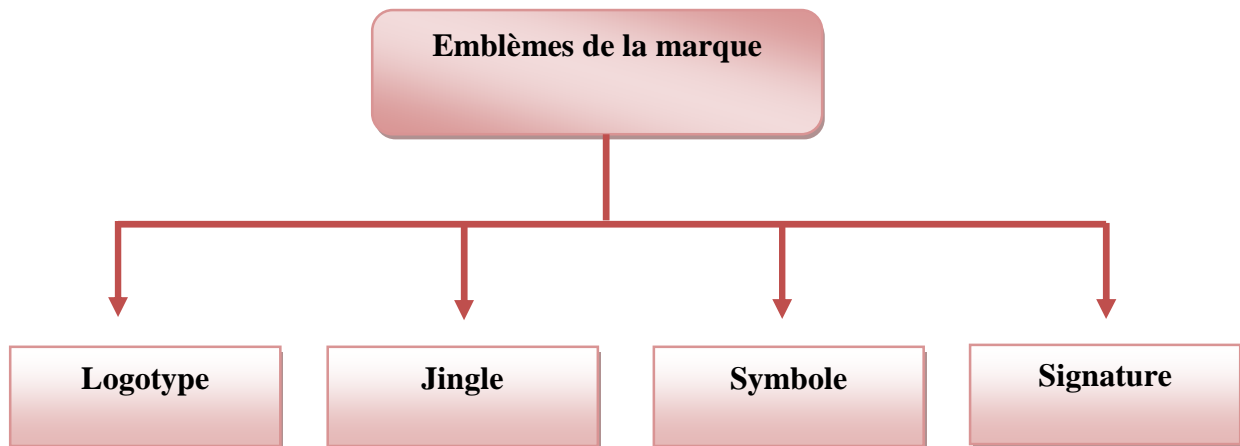 Emblèmes de la marque
Logotype
Jingle
Symbole
Signature